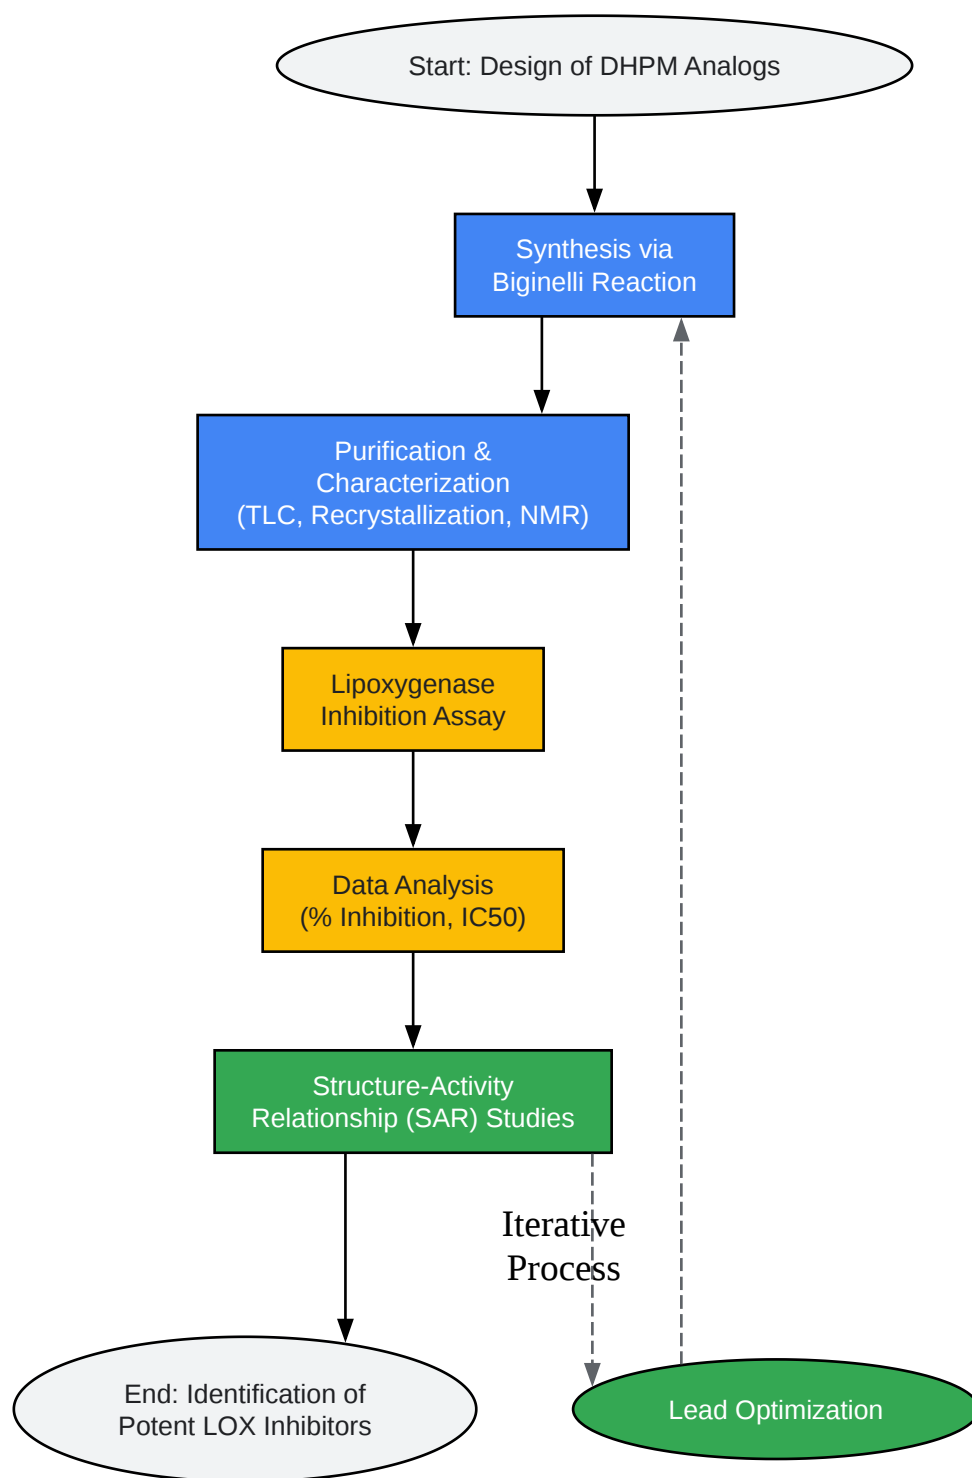 Start: Design of DHPM Analogs
Synthesis via
Biginelli Reaction
Purification &
Characterization
(TLC, Recrystallization, NMR)
Lipoxygenase
Inhibition Assay
Data Analysis
(% Inhibition, IC50)
Structure-Activity
Relationship (SAR) Studies
Iterative
Process
End: Identification of
Potent LOX Inhibitors
Lead Optimization